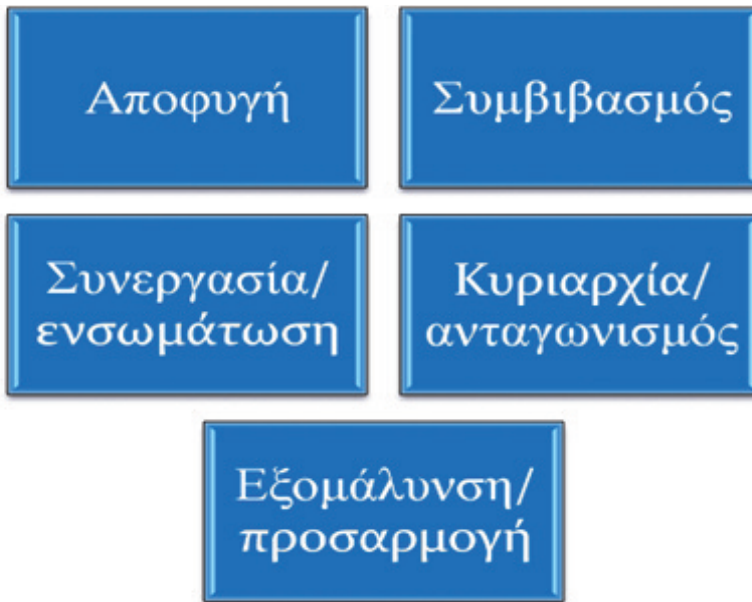 Αποφυγή
Συμβιβασμός
Συνεργασία/
ενσωμάτωση
Κυριαρχία/
ανταγωνισμός
Εξομάλυνση/
προσαρμογή